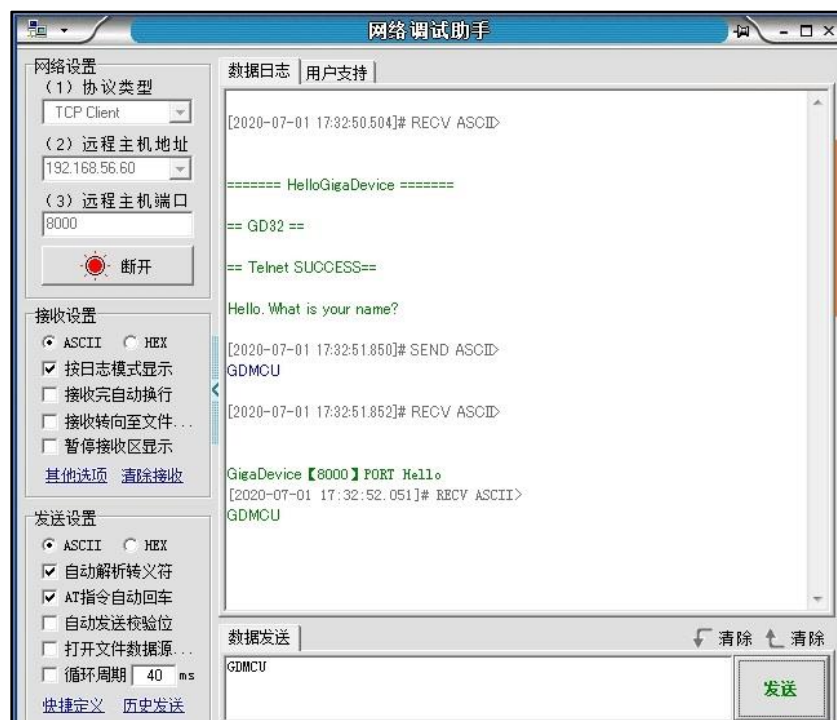 网络调试助手
网络设置
(1) 协议类型
TCP Client
(2) 远程主机地址
192.168.56.60
(3) 远程主机端口
8000
断开
接收设置
ASCII HEX
按日志模式显示
接收完自动换行
接收转向至文件...
暂停接收区显示
其他选项 清除接收
发送设置
ASCII HEX
自动解析转义符
AT指令自动回车
自动发送校验位
打开文件数据源...
循环周期 40 ms
快捷定义 历史发送
数据日志 用户支持
[2020-07-01 17:32:50.504]# RECV ASCII>
======= HelloGigaDevice =======
== GD32 ==
== Telnet SUCCESS==
Hello. What is your name?
[2020-07-01 17:32:51.850]# SEND ASCII>
GDMCU
[2020-07-01 17:32:51.852]# RECV ASCII>
GigaDevice【8000】PORT Hello
[2020-07-01 17:32:52.051]# RECV ASCII>
GDMCU
数据发送 清除 清除
GDMCU
发送